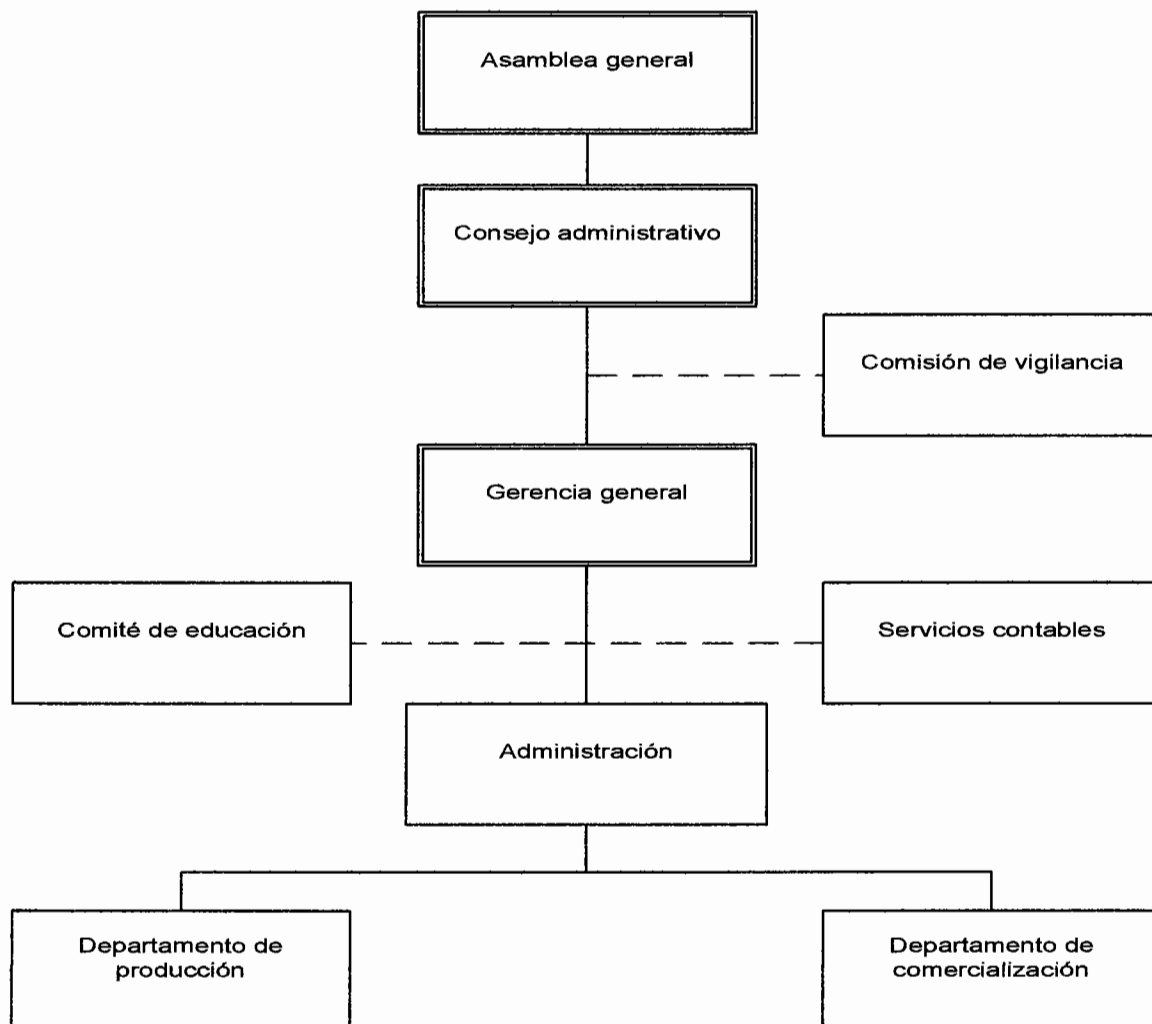 Asamblea general
Consejo administrativo
Comisión de vigilancia
Gerencia general
Comité de educación
Servicios contables
Administración
Departamento de
producción
Departamento de
comercialización